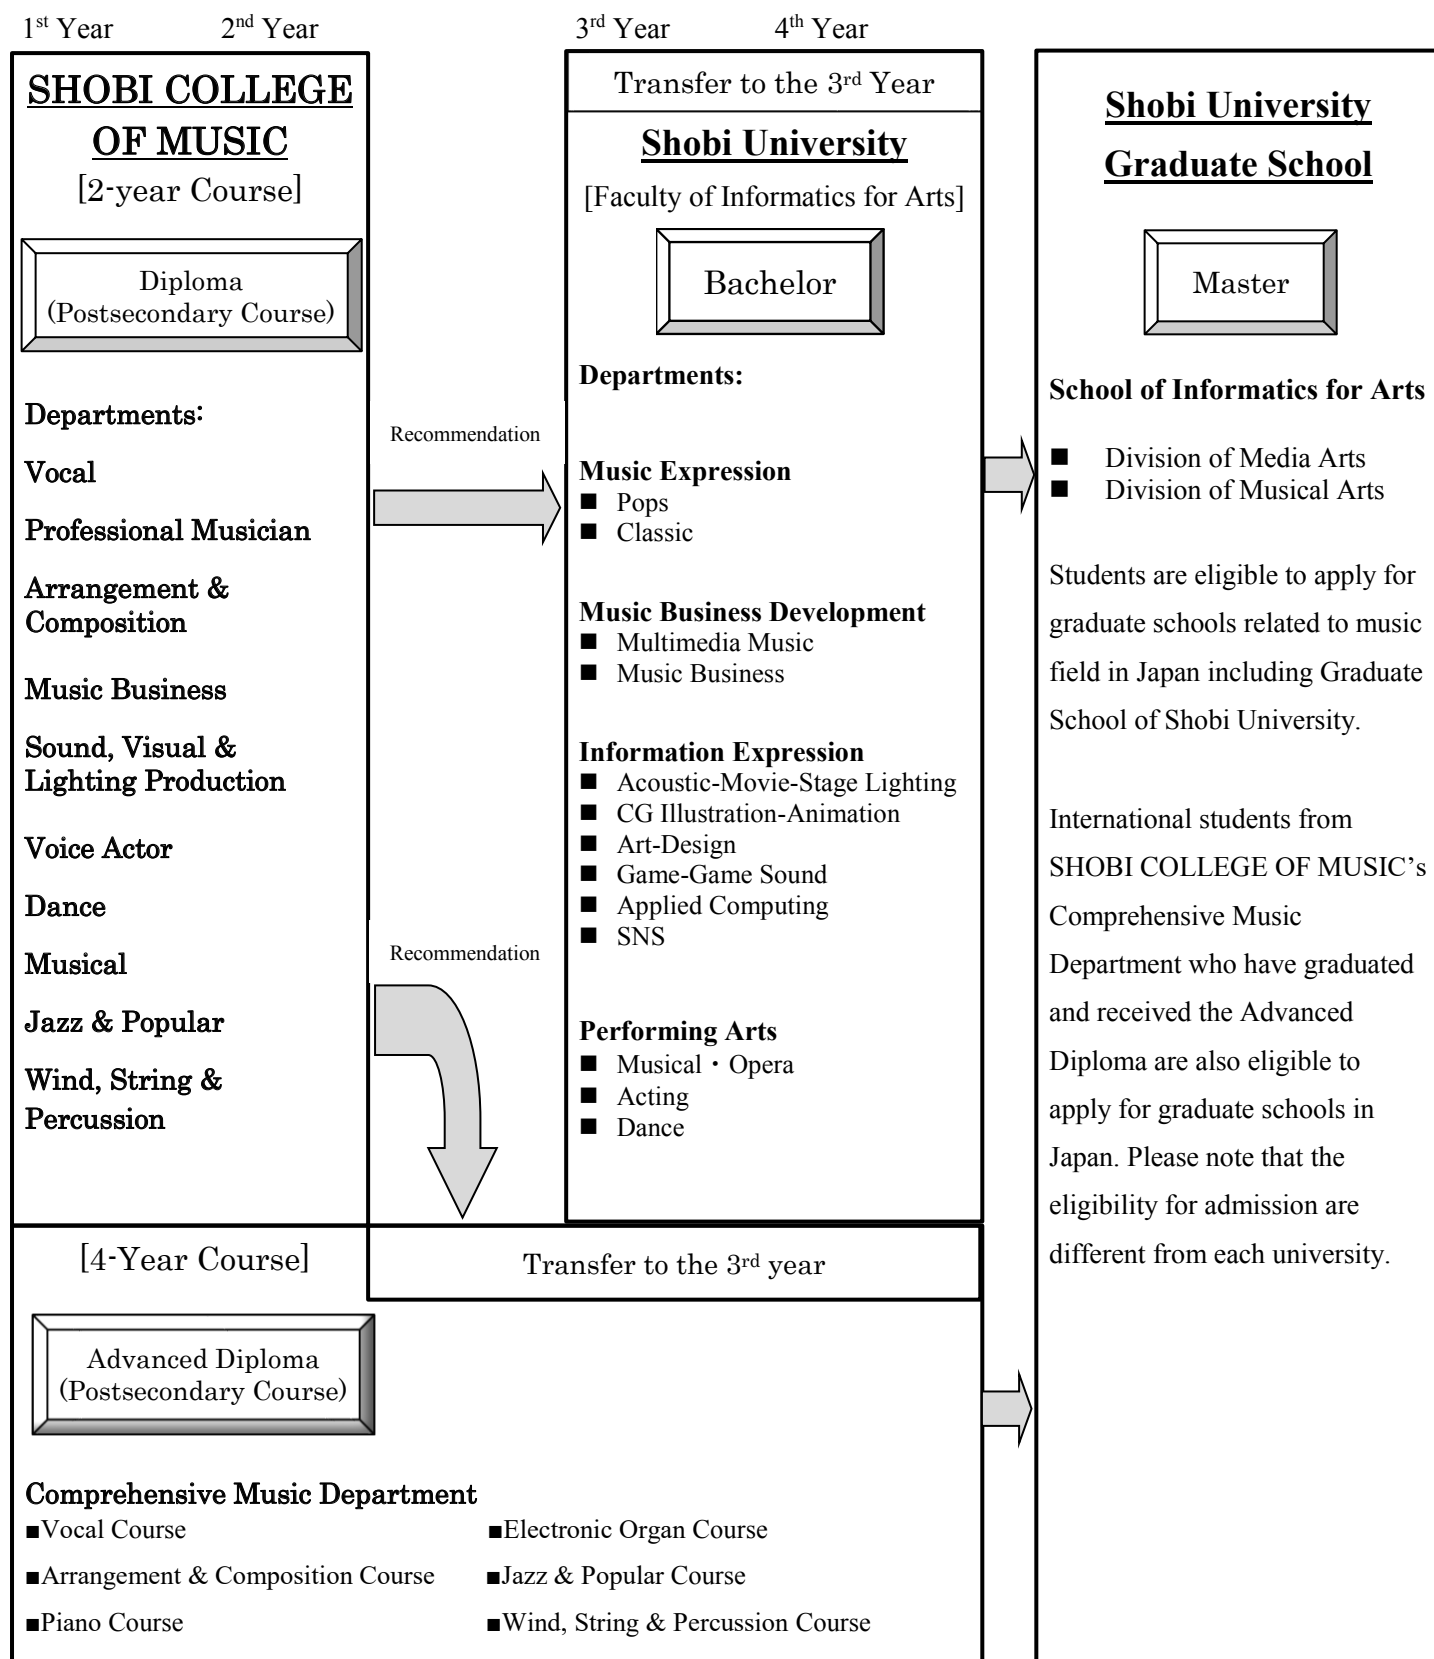 1st Year 2nd Year 3rd Year 4th Year
SHOBI COLLEGE
OF MUSIC
[2-year Course]
Diploma
(Postsecondary Course)
Departments:
Vocal
Professional Musician
Arrangement &
Composition
Music Business
Sound, Visual &
Lighting Production
Voice Actor
Dance
Musical
Jazz & Popular
Wind, String &
Percussion
Recommendation
Recommendation
Transfer to the 3rd Year
Shobi University
[Faculty of Informatics for Arts]
Bachelor
Departments:
Music Expression
■ Pops
■ Classic
Music Business Development
■ Multimedia Music
■ Music Business
Information Expression
■ Acoustic-Movie-Stage Lighting
■ CG Illustration-Animation
■ Art-Design
■ Game-Game Sound
■ Applied Computing
■ SNS
Performing Arts
■ Musical・Opera
■ Acting
■ Dance
Shobi University
Graduate School
Master
School of Informatics for Arts
■ Division of Media Arts
■ Division of Musical Arts
Students are eligible to apply for
graduate schools related to music
field in Japan including Graduate
School of Shobi University.
International students from
SHOBI COLLEGE OF MUSIC’s
Comprehensive Music
Department who have graduated
and received the Advanced
Diploma are also eligible to
apply for graduate schools in
Japan. Please note that the
eligibility for admission are
different from each university.
[4-Year Course]
Transfer to the 3rd year
Advanced Diploma
(Postsecondary Course)
Comprehensive Music Department
■Vocal Course ■Electronic Organ Course
■Arrangement & Composition Course ■Jazz & Popular Course
■Piano Course ■Wind, String & Percussion Course